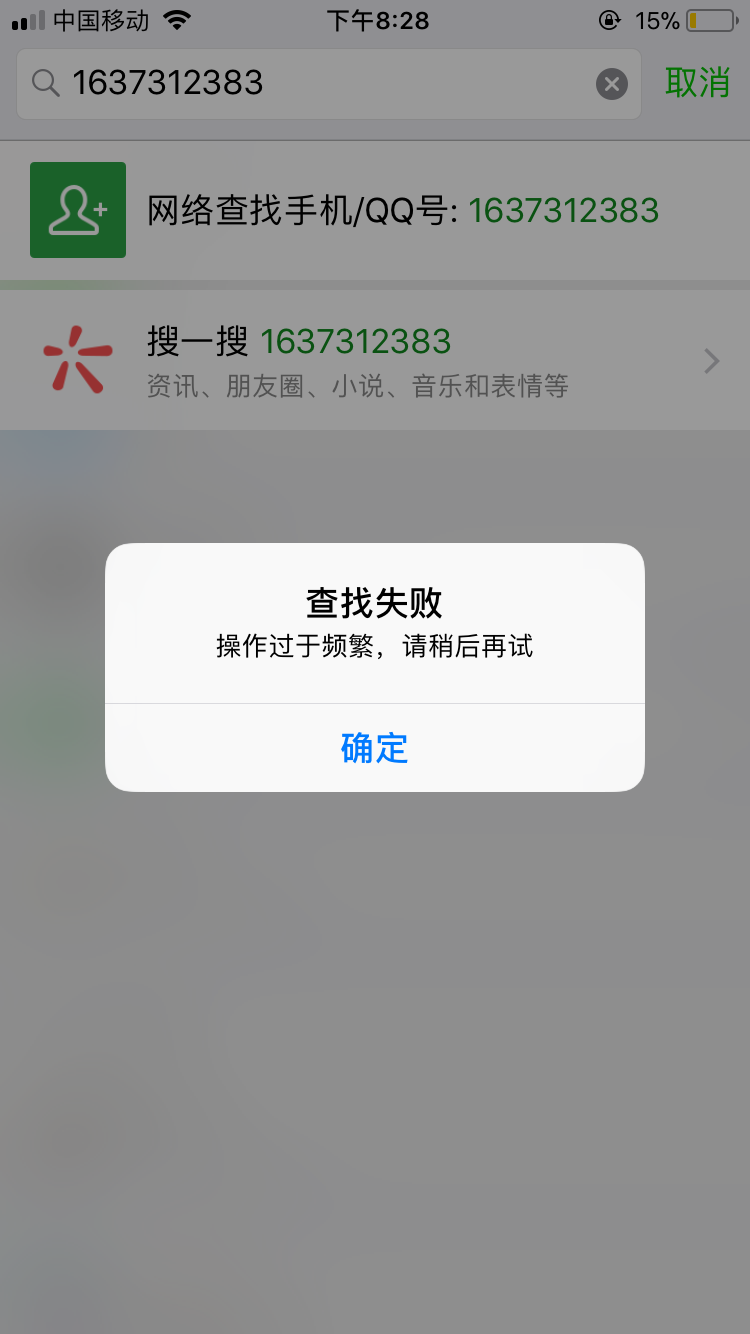 中国移动 下午8:28 15%
1637312383 取消
网络查找手机/QQ号: 1637312383
搜一搜 1637312383
资讯、朋友圈、小说、音乐和表情等
查找失败
操作过于频繁，请稍后再试
确定